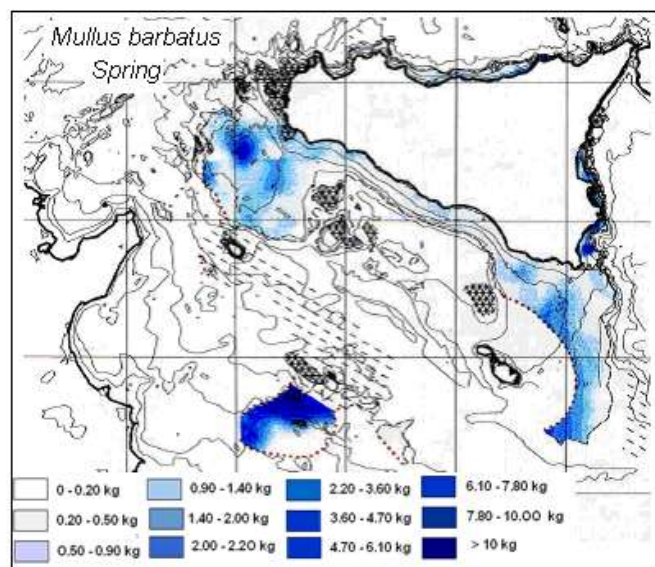 Mullus barbatus
Spring
0 - 0.20 kg
0.20 - 0.50 kg
0.50 - 0.90 kg
0.90 - 1.40 kg
1.40 - 2.00 kg
2.00 - 2.20 kg
2.20 - 3.60 kg
3.60 - 4.70 kg
4.70 - 6.10 kg
6.10 - 7.80 kg
7.80 - 10.00 kg
> 10 kg